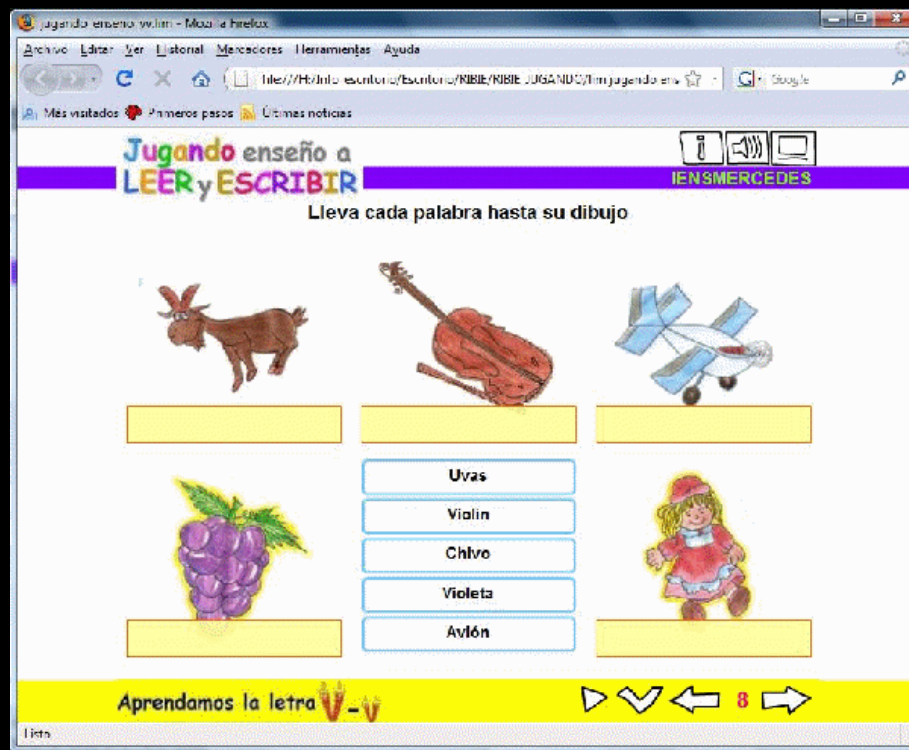 jugando enseño vv.lim - Mozilla Firefox
Archivo Editar Ver Historial Marcadores Herramientas Ayuda
Google
Más visitados Primeros pasos Últimas noticias
Jugando enseño a
LEER y ESCRIBIR
IENSMERCEDES
Lleva cada palabra hasta su dibujo
Uvas
Violín
Chivo
Violeta
Avión
Aprendamos la letra V-v
8
Listo